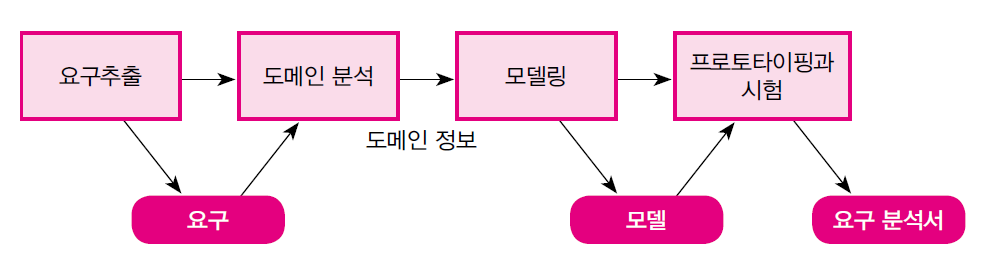 요구추출
도메인 분석
모델링
프로토타이핑과
시험
도메인 정보
요구
모델
요구 분석서